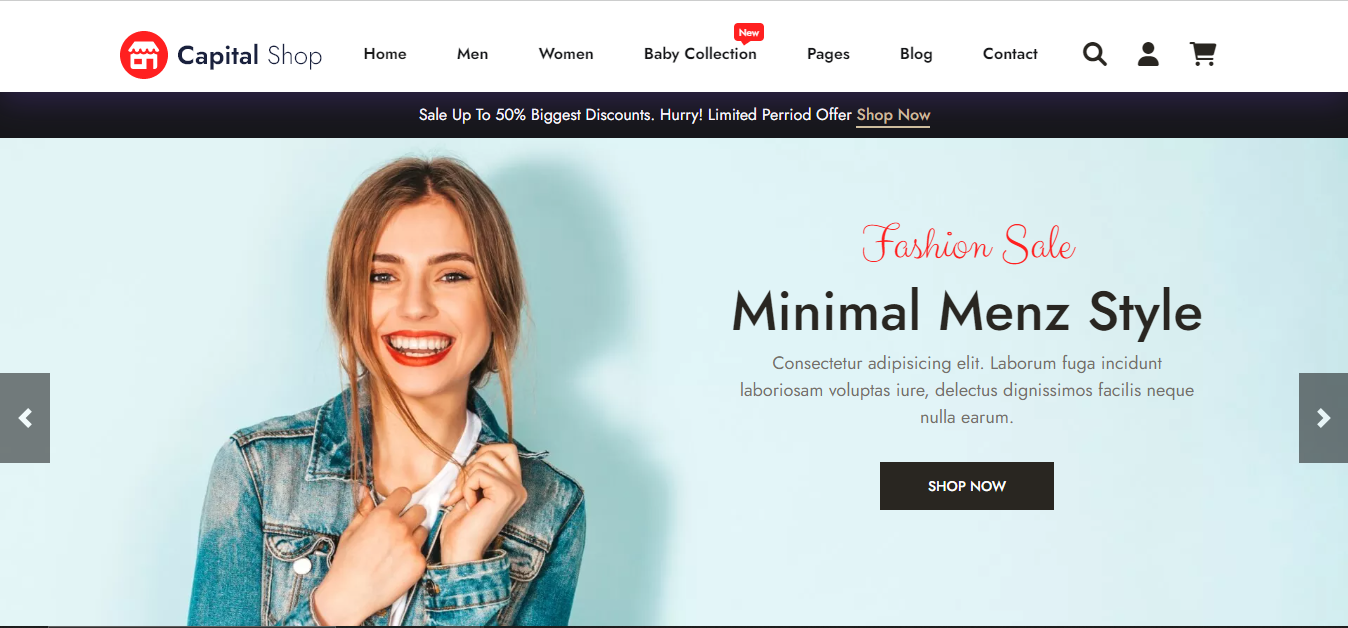 Capital Shop
Home
Men
Women
Baby Collection
New
Pages
Blog
Contact
Sale Up To 50% Biggest Discounts. Hurry! Limited Perriod Offer Shop Now
Fashion Sale
Minimal Menz Style
Consectetur adipisicing elit. Laborum fuga incidunt
laboriosam voluptas iure, delectus dignissimos facilis neque
nulla earum.
SHOP NOW